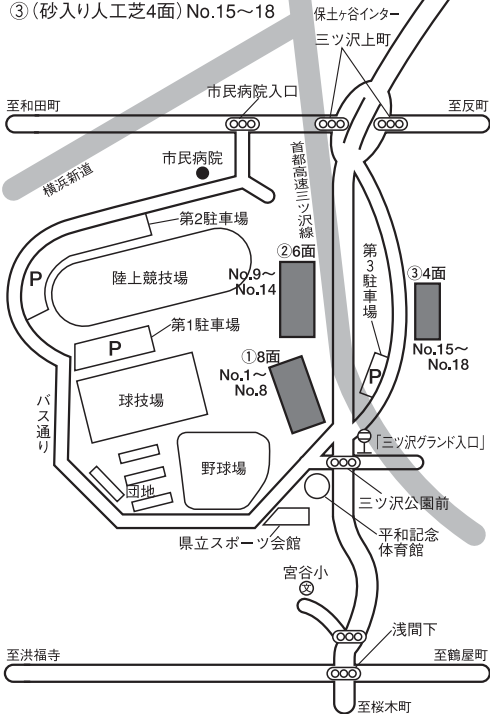 ③(砂入り人工芝4面)No.15～18
保土ヶ谷インター
三ツ沢上町
市民病院入口
至和田町
至反町
市民病院
横浜新道
首都高速三ツ沢線
第2駐車場
P
陸上競技場
②6面
No.9～
No.14
第3駐車場
③4面
No.15～
No.18
第1駐車場
P
①8面
No.1～
No.8
P
球技場
バス通り
「三ツ沢グランド入口」
野球場
団地
三ツ沢公園前
平和記念
体育館
県立スポーツ会館
宮谷小
文
浅間下
至洪福寺
至鶴屋町
至桜木町